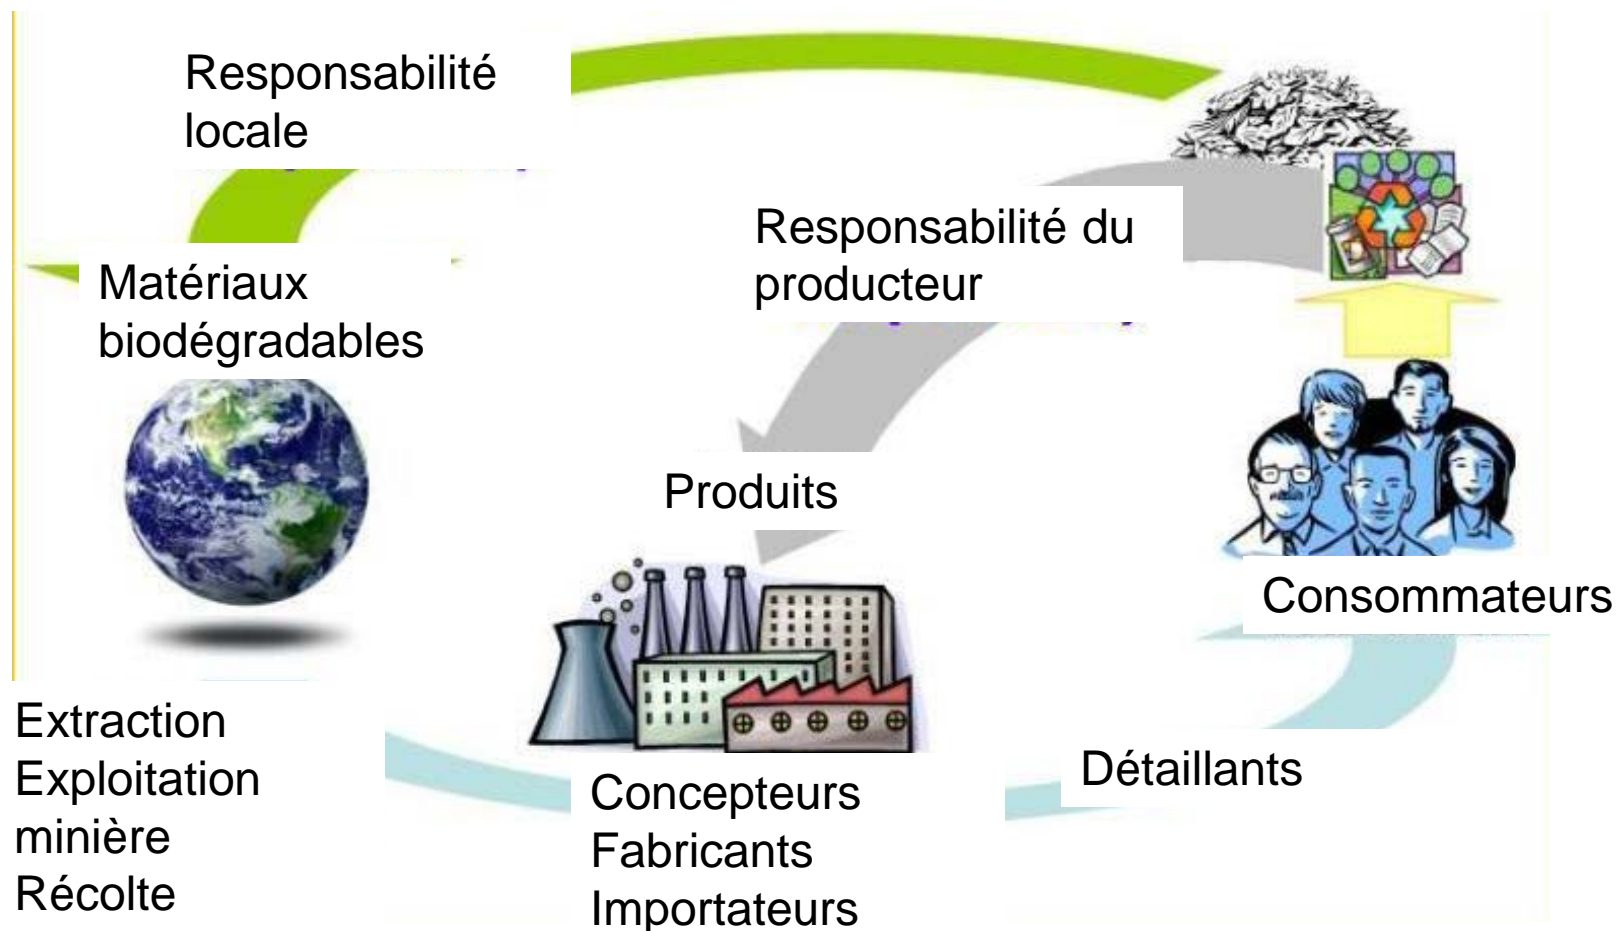 Responsabilité
locale
Responsabilité du
producteur
Matériaux
biodégradables
Produits
Consommateurs
Extraction
Exploitation
minière
Récolte
Concepteurs
Fabricants
Importateurs
Détaillants